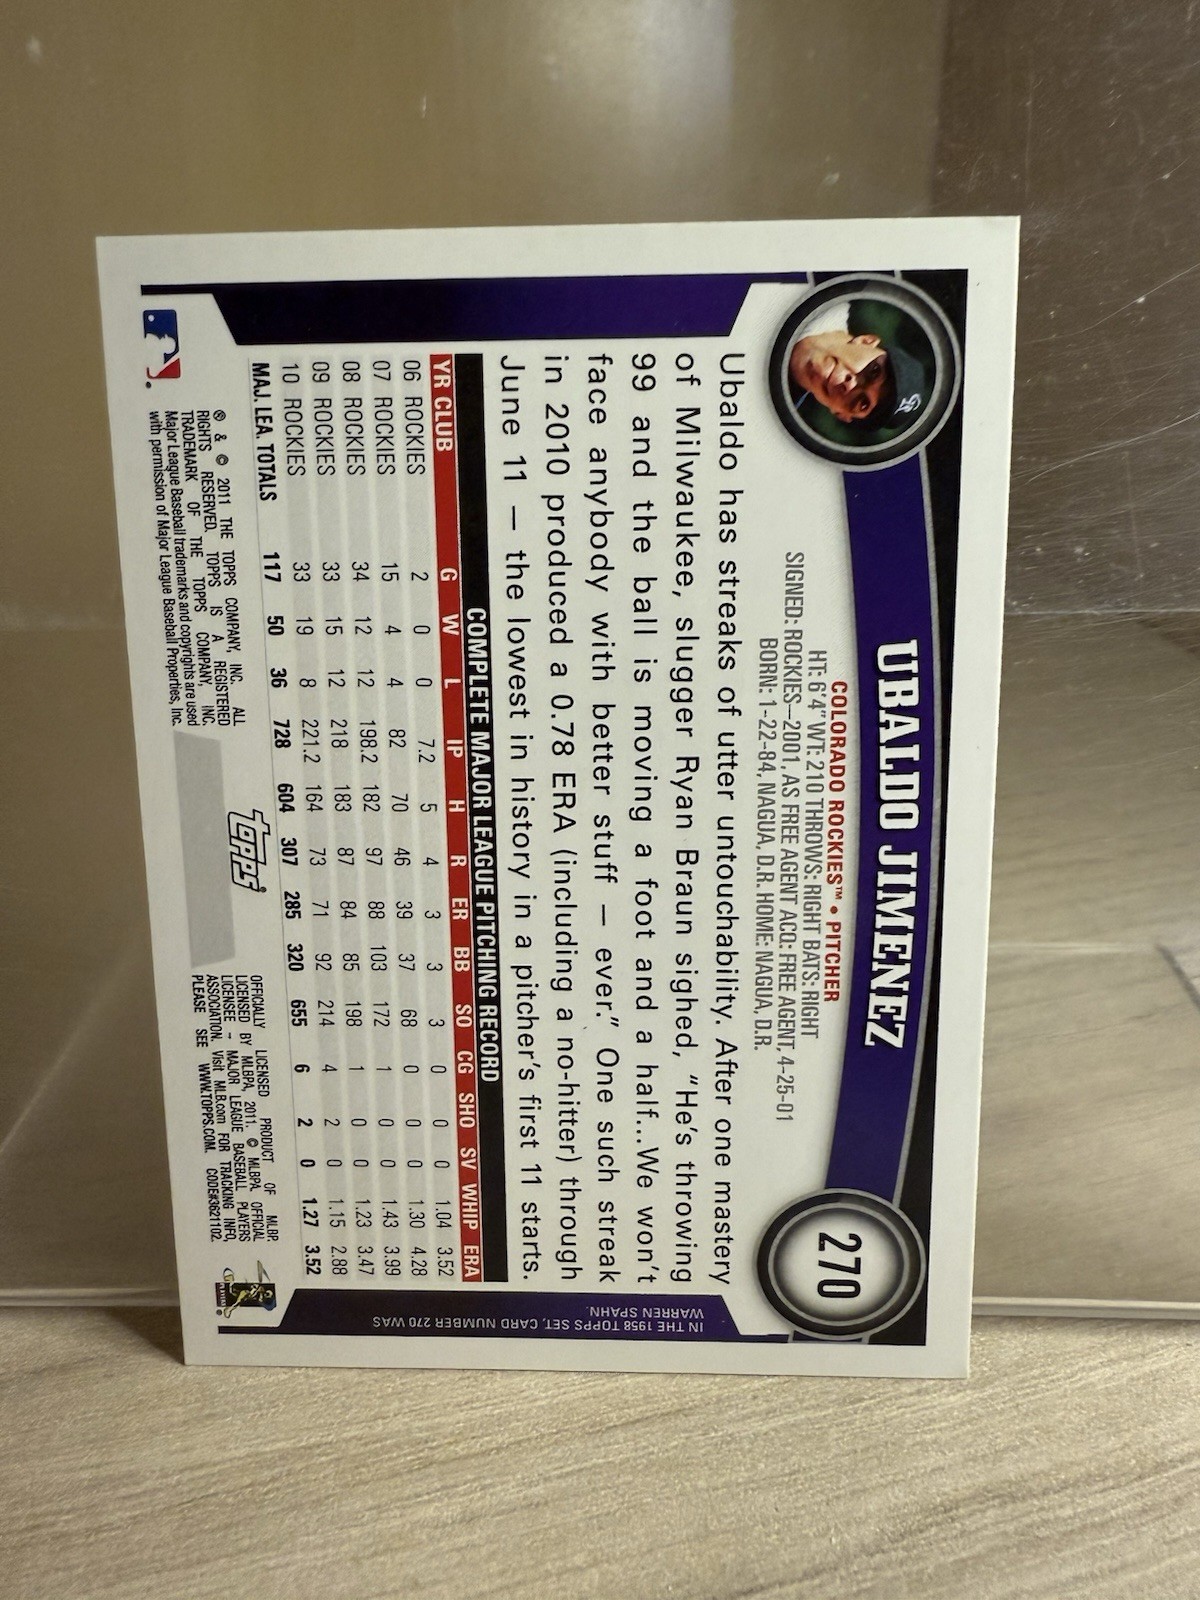 UBALDO JIMENEZ
270
COLORADO ROCKIES™ • PITCHER
HT: 6'4" WT: 210 THROWS: RIGHT BATS: RIGHT
SIGNED: ROCKIES—2001, AS FREE AGENT ACQ: FREE AGENT, 4-25-01
BORN: 1-22-84, NAGUA, D.R. HOME: NAGUA, D.R.
Ubaldo has streaks of utter untouchability. After one mastery
of Milwaukee, slugger Ryan Braun sighed, "He's throwing
99 and the ball is moving a foot and a half...We won't
face anybody with better stuff — ever." One such streak
in 2010 produced a 0.78 ERA (including a no-hitter) through
June 11 — the lowest in history in a pitcher's first 11 starts.
COMPLETE MAJOR LEAGUE PITCHING RECORD
YR CLUB G W L IP H R ER BB SO CG SHO SV WHIP ERA
06 ROCKIES 2 0 0 7.2 5 4 3 3 3 0 0 0 1.04 3.52
07 ROCKIES 15 4 4 82 70 46 39 37 68 0 0 0 1.30 4.28
08 ROCKIES 34 12 12 198.2 182 97 88 103 172 1 0 0 1.43 3.99
09 ROCKIES 33 15 12 218 183 87 84 85 198 1 0 0 1.23 3.47
10 ROCKIES 33 19 8 221.2 164 73 71 92 214 4 2 0 1.15 2.88
MAJ. LEA. TOTALS 117 50 36 728 604 307 285 320 655 6 2 0 1.27 3.52
® & © 2011 THE TOPPS COMPANY, INC. ALL
RIGHTS RESERVED. TOPPS IS A REGISTERED
TRADEMARK OF THE TOPPS COMPANY, INC.
Major League Baseball trademarks and copyrights are used
with permission of Major League Baseball Properties, Inc.
topps
OFFICIALLY LICENSED PRODUCT OF MLBP.
LICENSED BY MLBPA, 2011. © MLBPA. OFFICIAL
LICENSEE – MAJOR LEAGUE BASEBALL PLAYERS
ASSOCIATION. Visit MLB.com FOR TRACKING INFO,
PLEASE SEE WWW.TOPPS.COM. CODE#3621102.
IN THE 1958 TOPPS SET, CARD NUMBER 270 WAS
WARREN SPAHN.